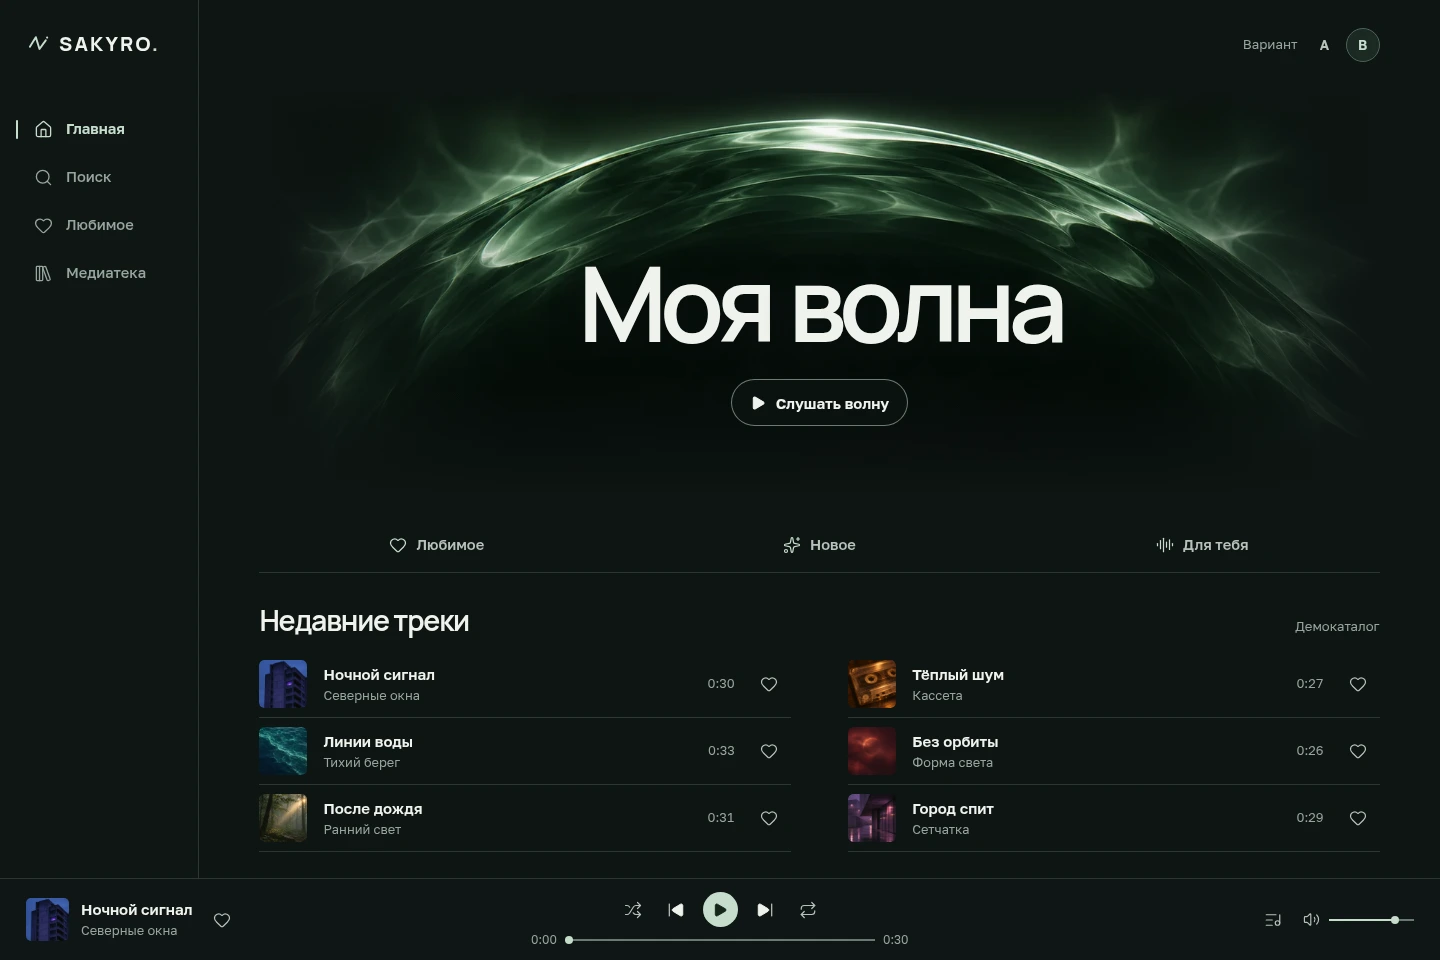 SAKYRO.
Вариант A B
Главная
Поиск
Любимое
Медиатека
Моя волна
Слушать волну
Любимое
Новое
Для тебя
Недавние треки
Демокаталог
Ночной сигнал
Северные окна
0:30
Тёплый шум
Кассета
0:27
Линии воды
Тихий берег
0:33
Без орбиты
Форма света
0:26
После дождя
Ранний свет
0:31
Город спит
Сетчатка
0:29
Ночной сигнал
Северные окна
0:00
0:30